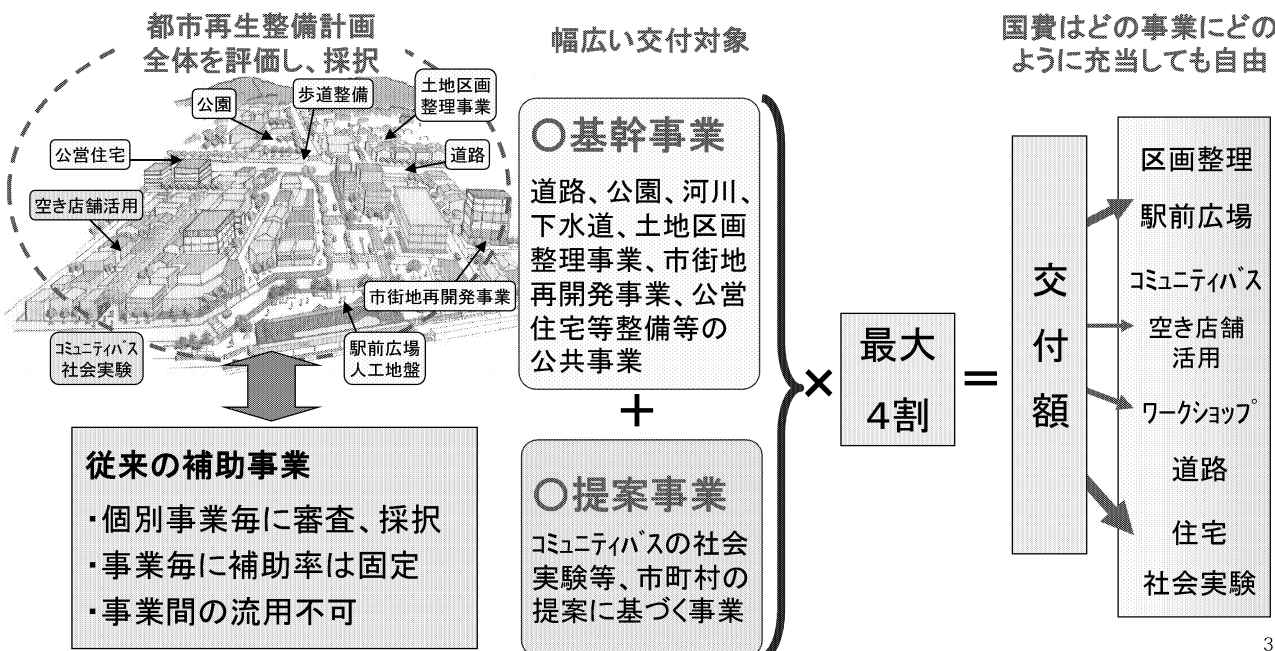 都市再生整備計画
全体を評価し、採択
公園
歩道整備
土地区画
整理事業
公営住宅
道路
空き店舗活用
市街地再開発事業
コミュニティバス
社会実験
駅前広場
人工地盤
従来の補助事業
・個別事業毎に審査、採択
・事業毎に補助率は固定
・事業間の流用不可
幅広い交付対象
○基幹事業
道路、公園、河川、
下水道、土地区画
整理事業、市街地
再開発事業、公営
住宅等整備等の
公共事業
＋
○提案事業
コミュニティバスの社会
実験等、市町村の
提案に基づく事業
×
最大
4割
＝
交付額
国費はどの事業にどの
ように充当しても自由
区画整理
駅前広場
コミュニティバス
空き店舗
活用
ワークショップ
道路
住宅
社会実験
3